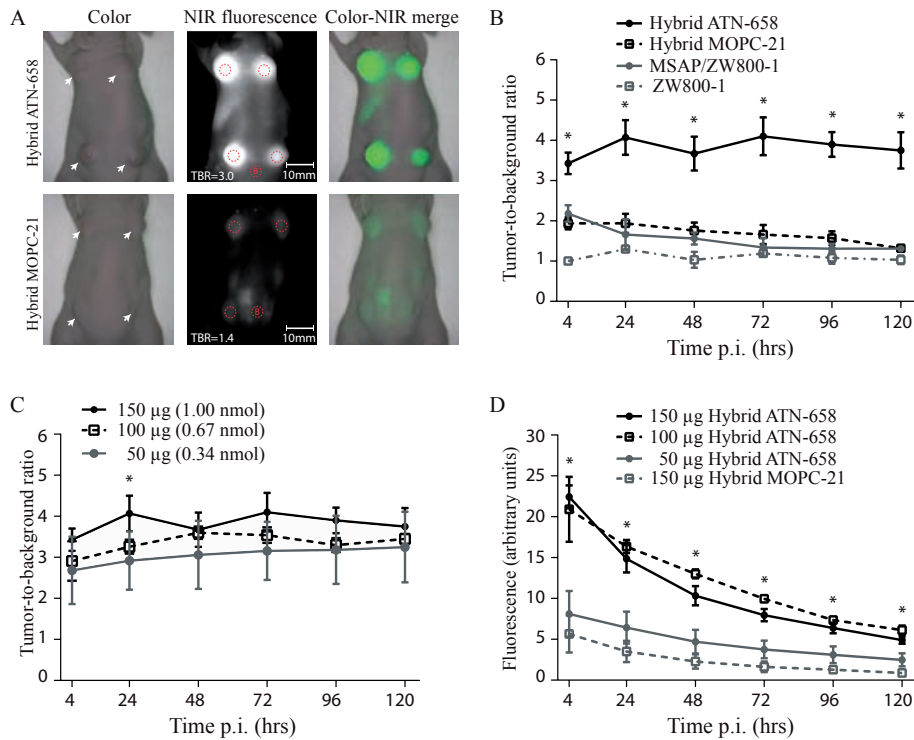 A
Color
NIR fluorescence
Color-NIR merge
Hybrid ATN-658
B
TBR=3.0
10mm
Hybrid MOPC-21
B
TBR=1.4
10mm
B
Hybrid ATN-658
Hybrid MOPC-21
MSAP/ZW800-1
ZW800-1
Tumor-to-background ratio
6
5
4
3
2
1
0
* * * * * *
4 24 48 72 96 120
Time p.i. (hrs)
C
150 µg (1.00 nmol)
100 µg (0.67 nmol)
50 µg (0.34 nmol)
Tumor-to-background ratio
6
5
4
3
2
1
0
*
4 24 48 72 96 120
Time p.i. (hrs)
D
150 µg Hybrid ATN-658
100 µg Hybrid ATN-658
50 µg Hybrid ATN-658
150 µg Hybrid MOPC-21
Fluorescence (arbitrary units)
30
25
20
15
10
5
0
* * * * * *
4 24 48 72 96 120
Time p.i. (hrs)